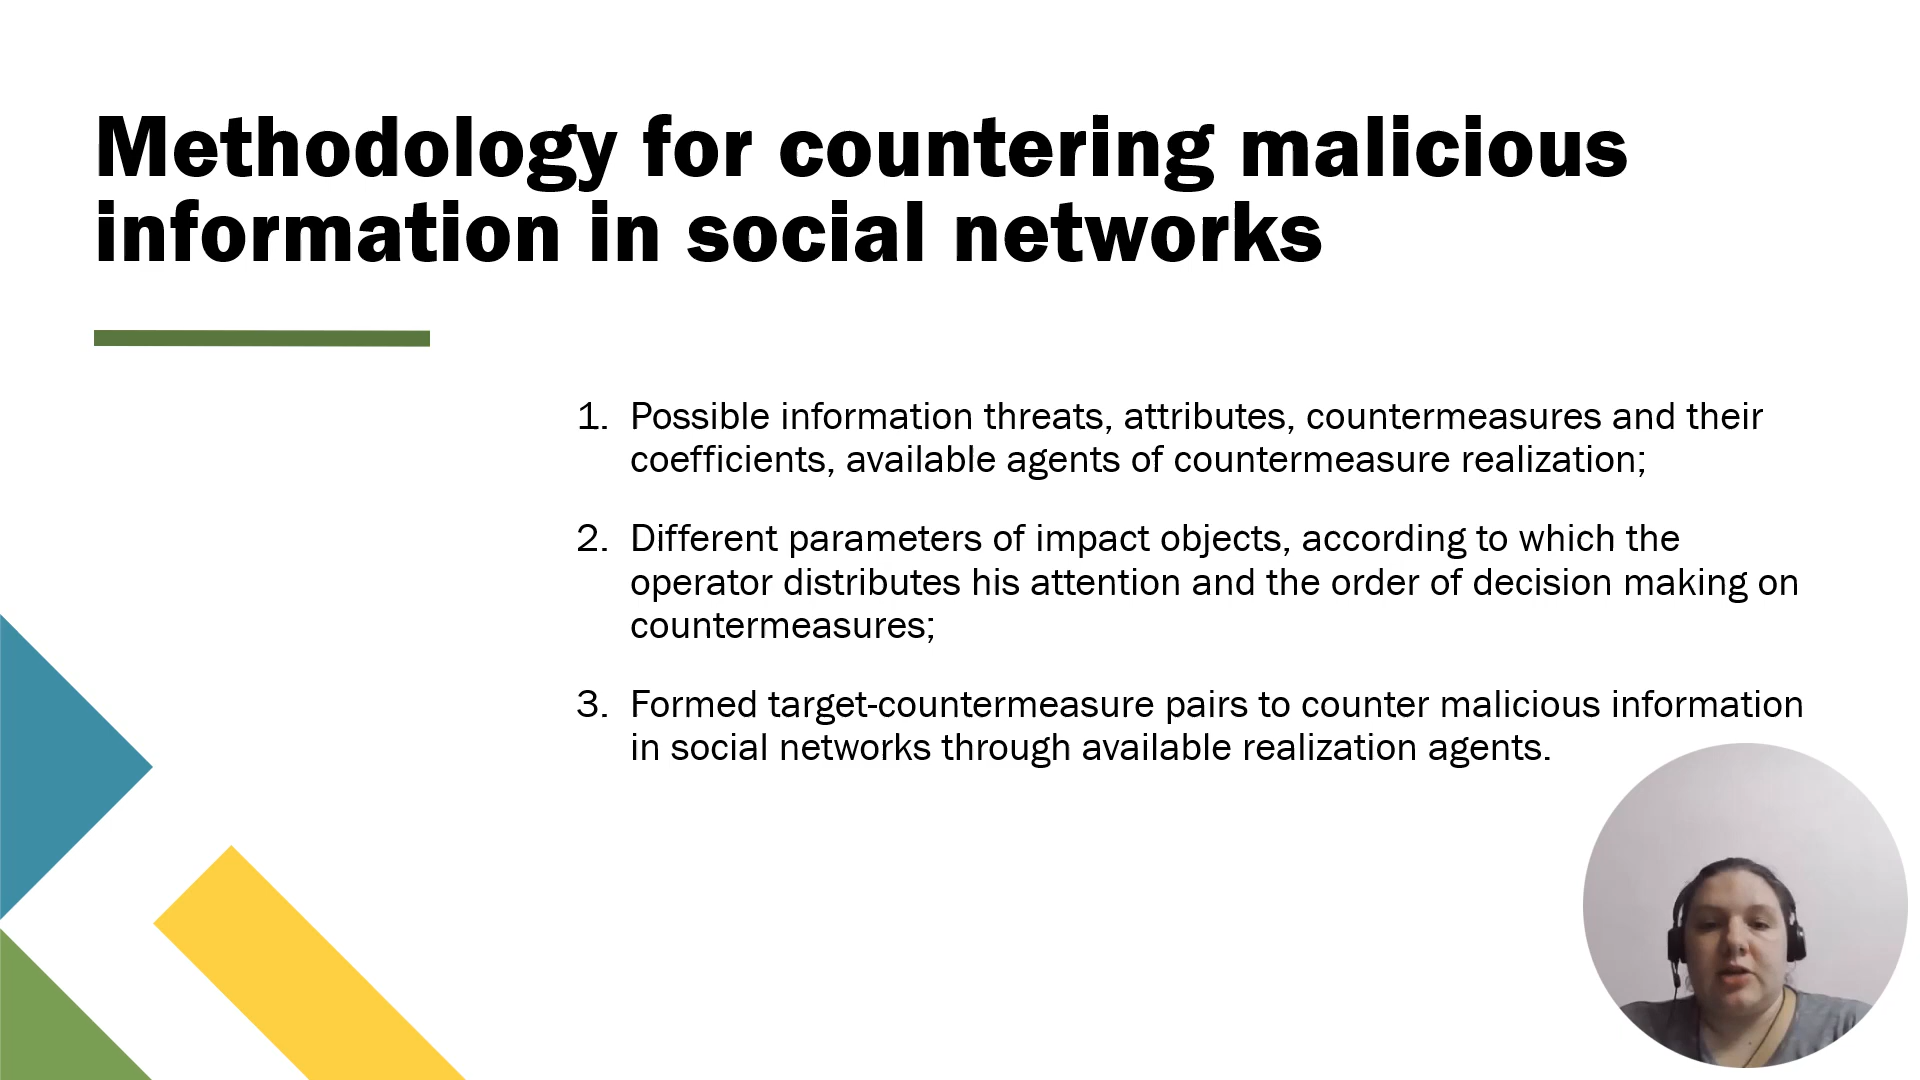 Methodology for countering malicious
information in social networks
1. Possible information threats, attributes, countermeasures and their
coefficients, available agents of countermeasure realization;
2. Different parameters of impact objects, according to which the
operator distributes his attention and the order of decision making on
countermeasures;
3. Formed target-countermeasure pairs to counter malicious information
in social networks through available realization agents.